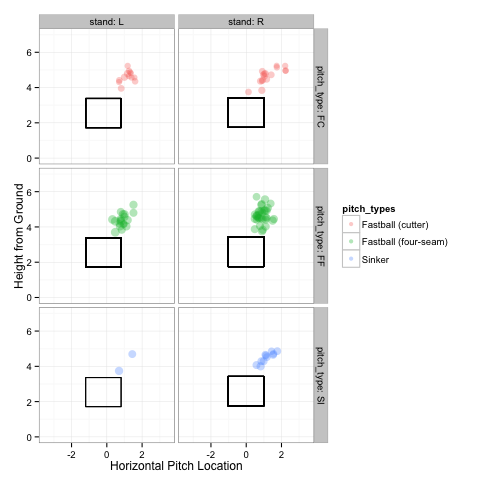 stand: L
stand: R
6
4
2
0
pitch_type: FC
Height from Ground
6
4
2
0
pitch_type: FF
pitch_types
Fastball (cutter)
Fastball (four-seam)
Sinker
6
4
2
0
pitch_type: SI
-2 0 2 -2 0 2
Horizontal Pitch Location